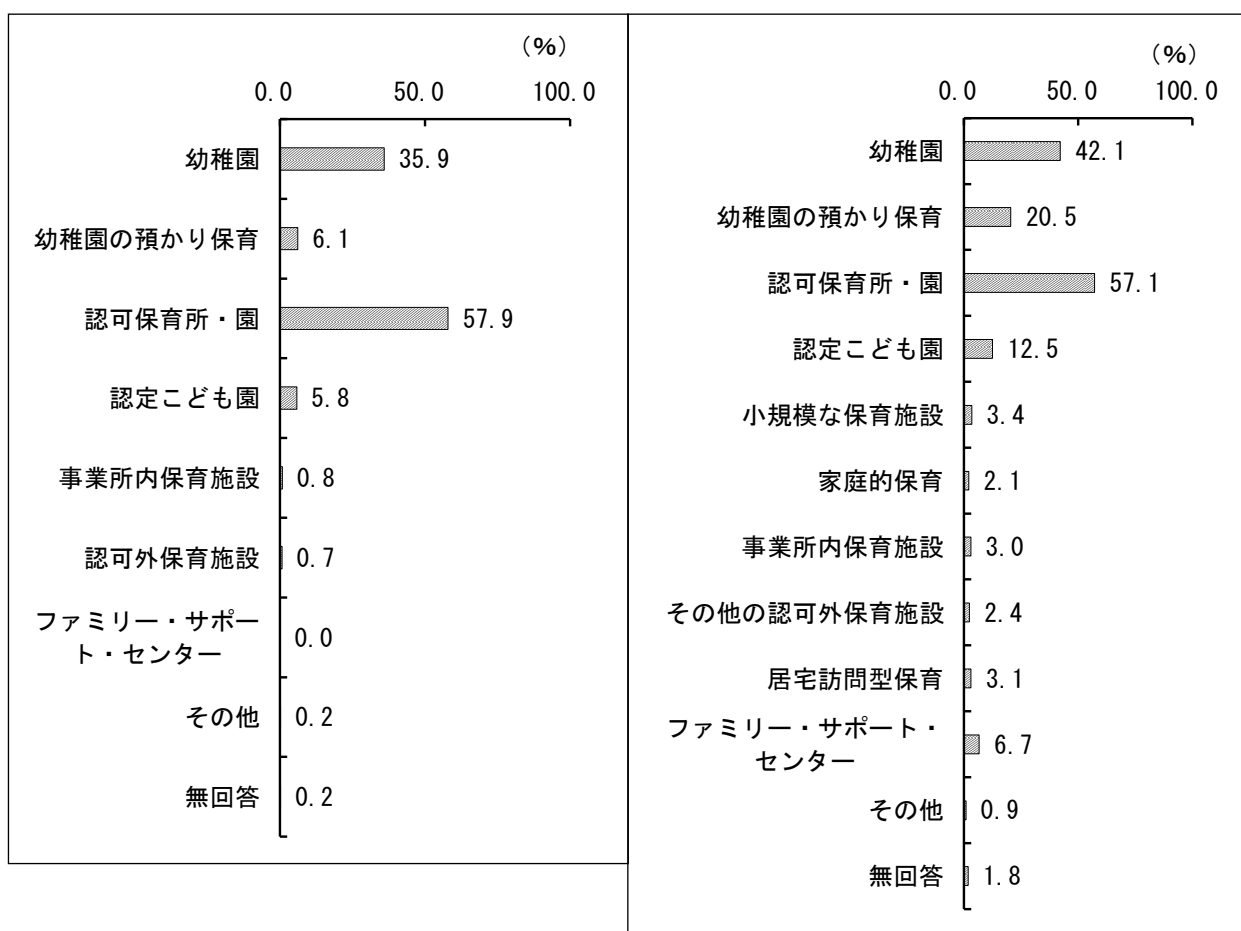 （%）
0.0 50.0 100.0
幼稚園 35.9
幼稚園の預かり保育 6.1
認可保育所・園 57.9
認定こども園 5.8
事業所内保育施設 0.8
認可外保育施設 0.7
ファミリー・サポー
ト・センター 0.0
その他 0.2
無回答 0.2
（%）
0.0 50.0 100.0
幼稚園 42.1
幼稚園の預かり保育 20.5
認可保育所・園 57.1
認定こども園 12.5
小規模な保育施設 3.4
家庭的保育 2.1
事業所内保育施設 3.0
その他の認可外保育施設 2.4
居宅訪問型保育 3.1
ファミリー・サポート・
センター 6.7
その他 0.9
無回答 1.8